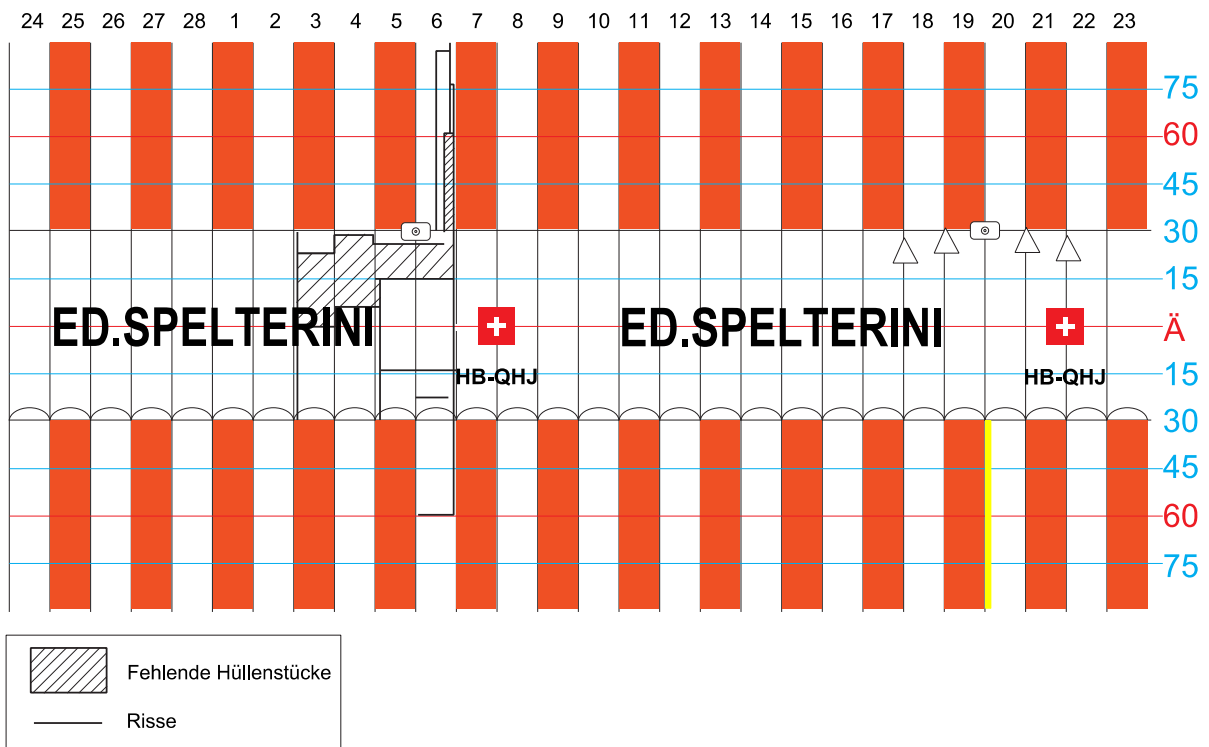 24 25 26 27 28 1 2 3 4 5 6 7 8 9 10 11 12 13 14 15 16 17 18 19 20 21 22 23
75
60
45
30
15
ED.SPELTERINI ED.SPELTERINI Ä
15
HB-QHJ HB-QHJ
30
45
60
75
Fehlende Hüllenstücke
Risse